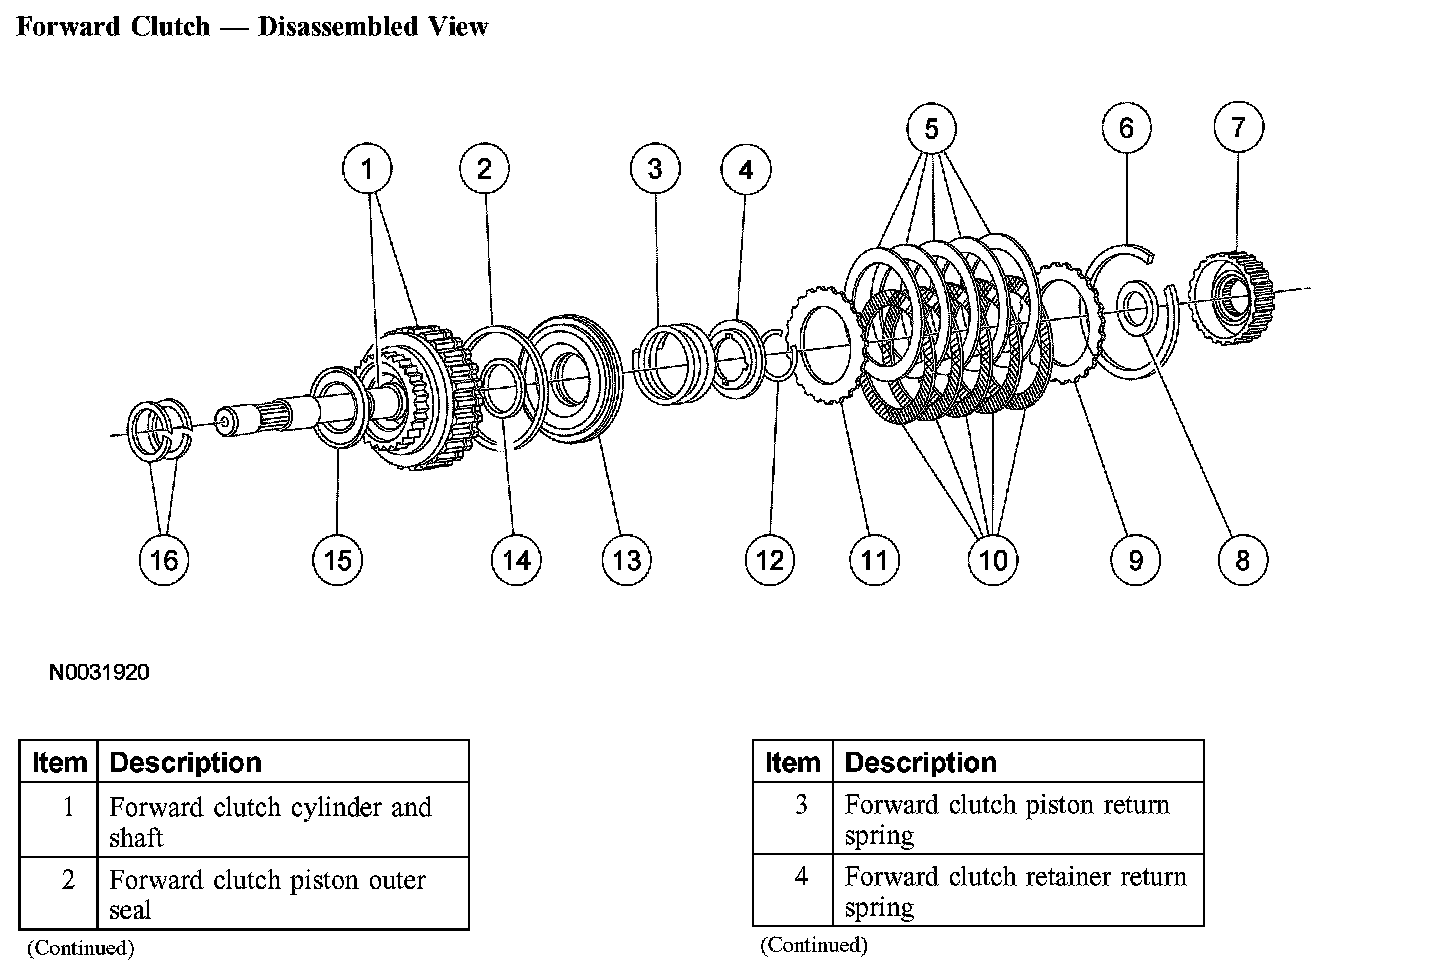 Forward Clutch — Disassembled View
5 6 7
1 2 3 4
16 15 14 13 12 11 10 9 8
N0031920
Item Description
1 Forward clutch cylinder and
shaft
2 Forward clutch piston outer
seal
(Continued)
Item Description
3 Forward clutch piston return
spring
4 Forward clutch retainer return
spring
(Continued)